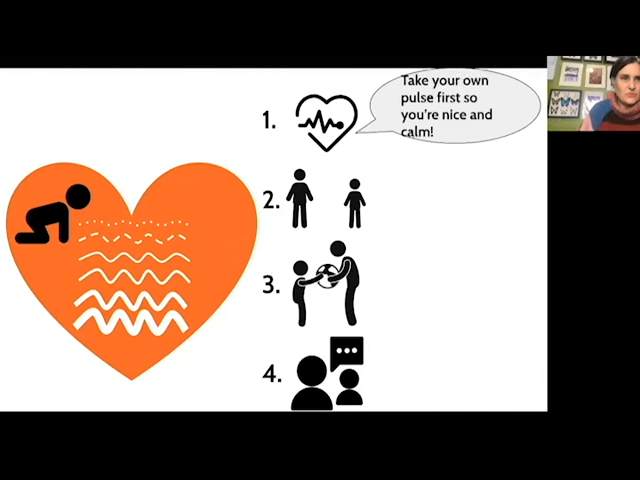 1.
Take your own
pulse first so
you're nice and
calm!
2.
3.
4.